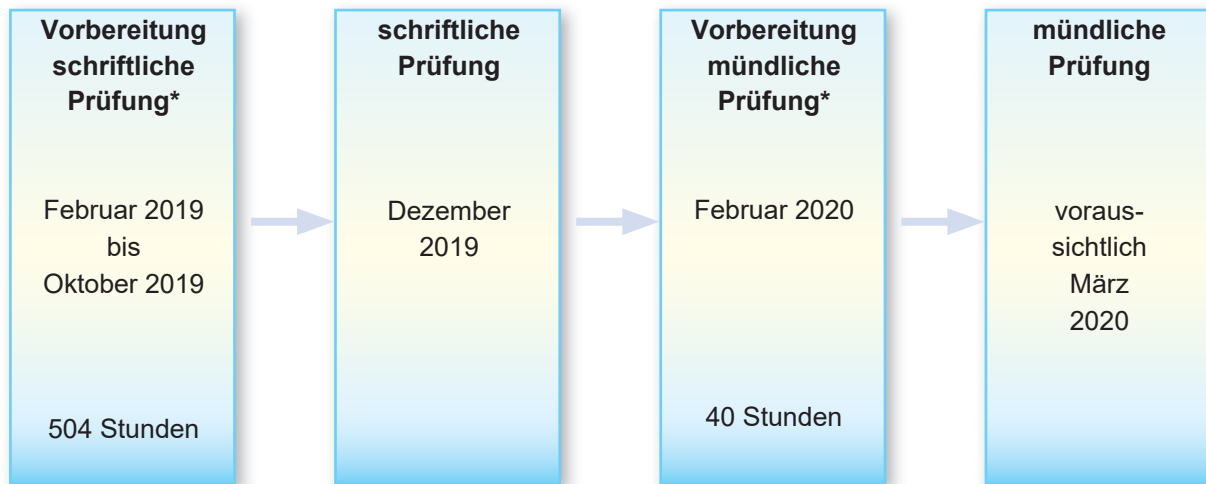 Vorbereitung
schriftliche
Prüfung*
Februar 2019
bis
Oktober 2019
504 Stunden
schriftliche
Prüfung
Dezember
2019
Vorbereitung
mündliche
Prüfung*
Februar 2020
40 Stunden
mündliche
Prüfung
voraus-
sichtlich
März
2020